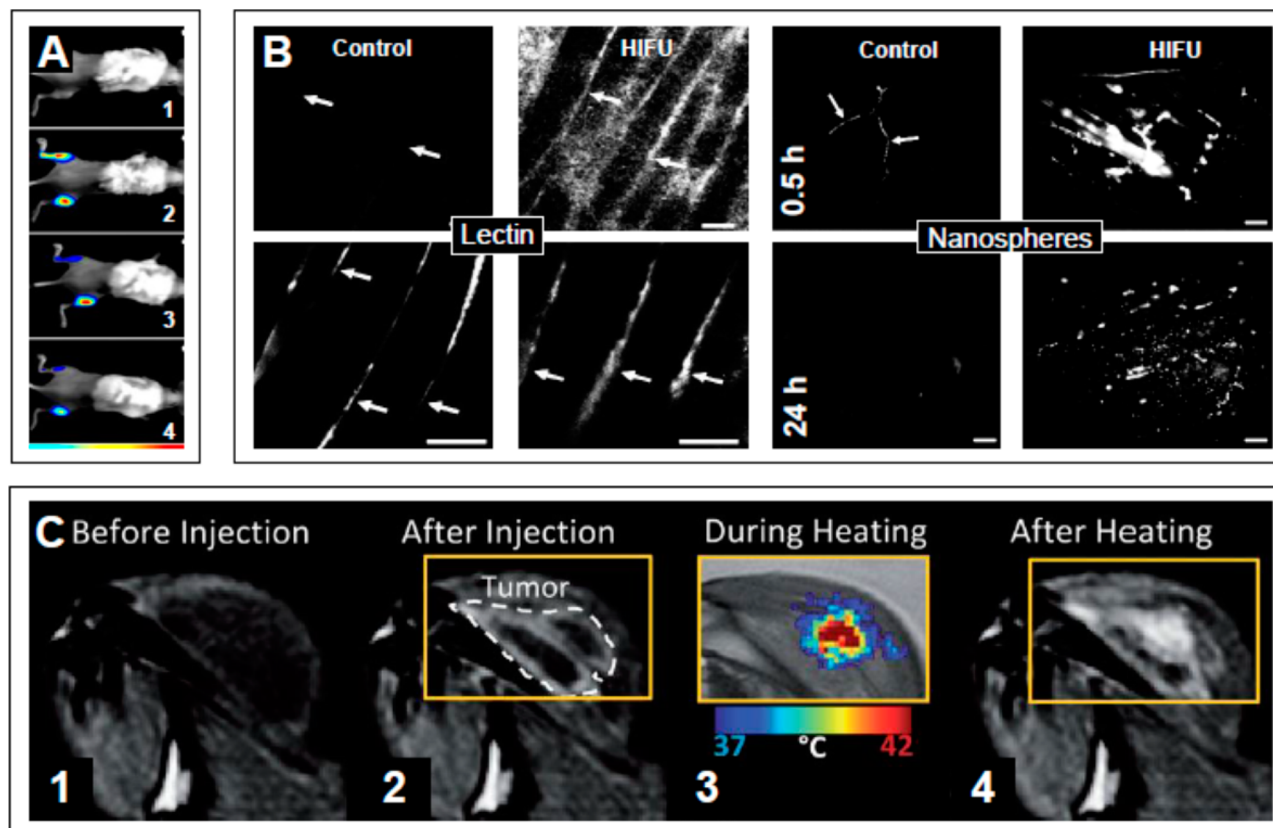 A
1
2
3
4
B
Control
HIFU
Control
HIFU
0.5 h
Lectin
Nanospheres
24 h
C
Before Injection
After Injection
During Heating
After Heating
Tumor
37 °C 42
1
2
3
4